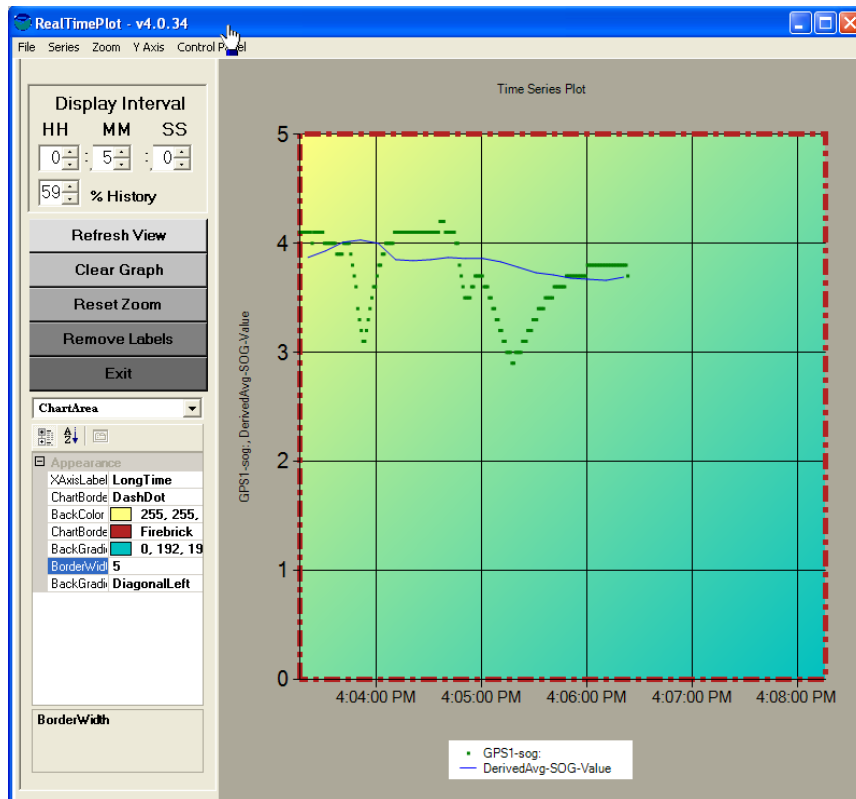 RealTimePlot - v4.0.34
File Series Zoom Y Axis Control Panel
Display Interval
HH MM SS
0 : 5 : 0
59 % History
Refresh View
Clear Graph
Reset Zoom
Remove Labels
Exit
ChartArea
Appearance
XAxisLabel LongTime
ChartBorde DashDot
BackColor 255, 255,
ChartBorde Firebrick
BackGradi 0, 192, 19
BorderWid 5
BackGradi DiagonalLeft
BorderWidth
Time Series Plot
GPS1-sog:, DerivedAvg-SOG-Value
5
4
3
2
1
0
4:04:00 PM 4:05:00 PM 4:06:00 PM 4:07:00 PM 4:08:00 PM
GPS1-sog:
DerivedAvg-SOG-Value